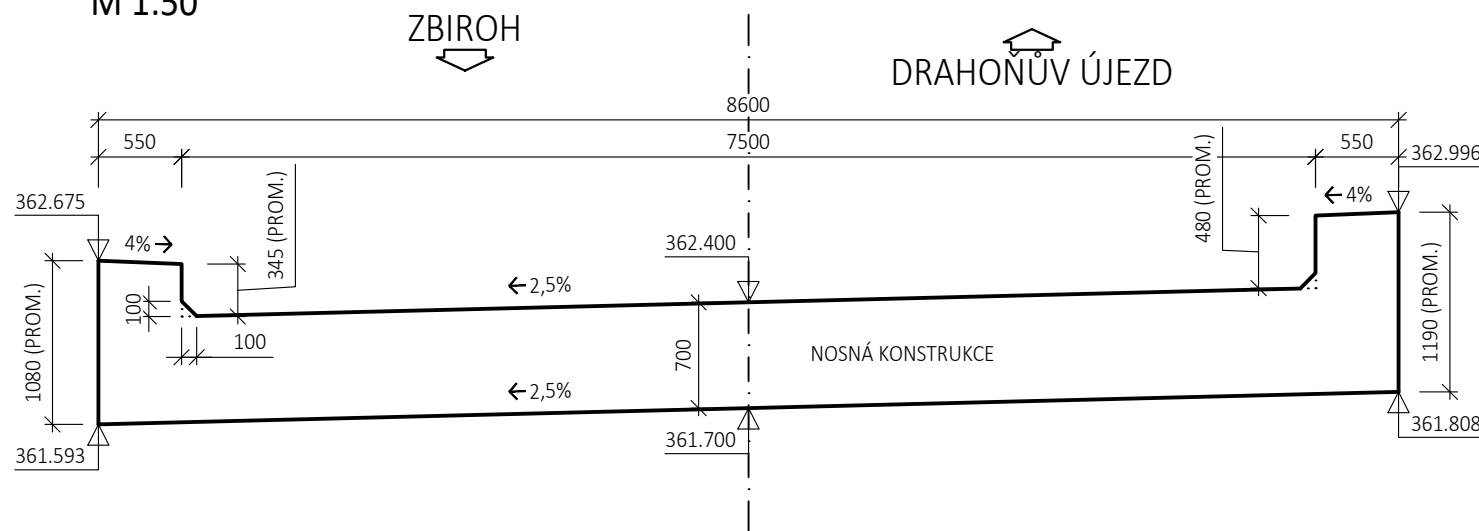 M 1:50
ZBIROH
DRAHOŇŮV ÚJEZD
8600
550
7500
550
362.996
362.675
4%
345 (PROM.)
362.400
480 (PROM.)
4%
2,5%
1080 (PROM.)
100
100
700
NOSNÁ KONSTRUKCE
1190 (PROM.)
2,5%
361.593
361.700
361.808